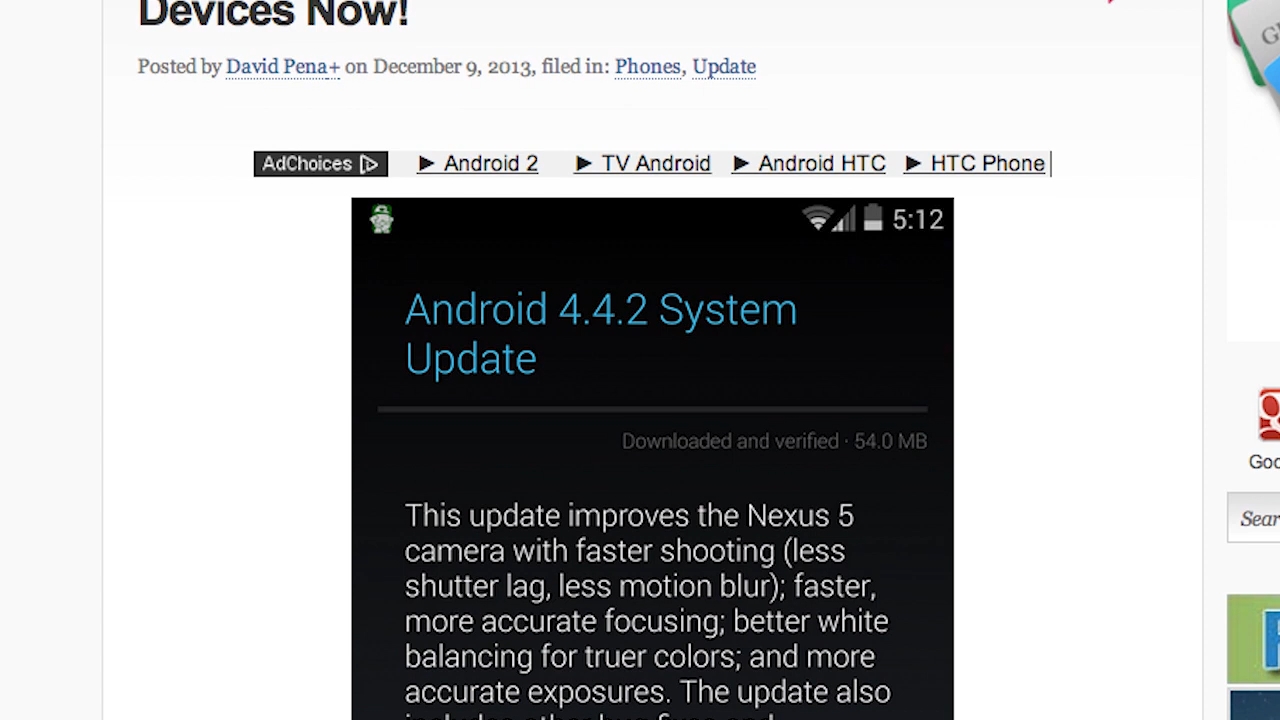 Devices Now!
Posted by David Pena+ on December 9, 2013, filed in: Phones, Update
AdChoices
► Android 2 ► TV Android ► Android HTC ► HTC Phone
5:12
Android 4.4.2 System
Update
Downloaded and verified · 54.0 MB
This update improves the Nexus 5
camera with faster shooting (less
shutter lag, less motion blur); faster,
more accurate focusing; better white
balancing for truer colors; and more
accurate exposures. The update also